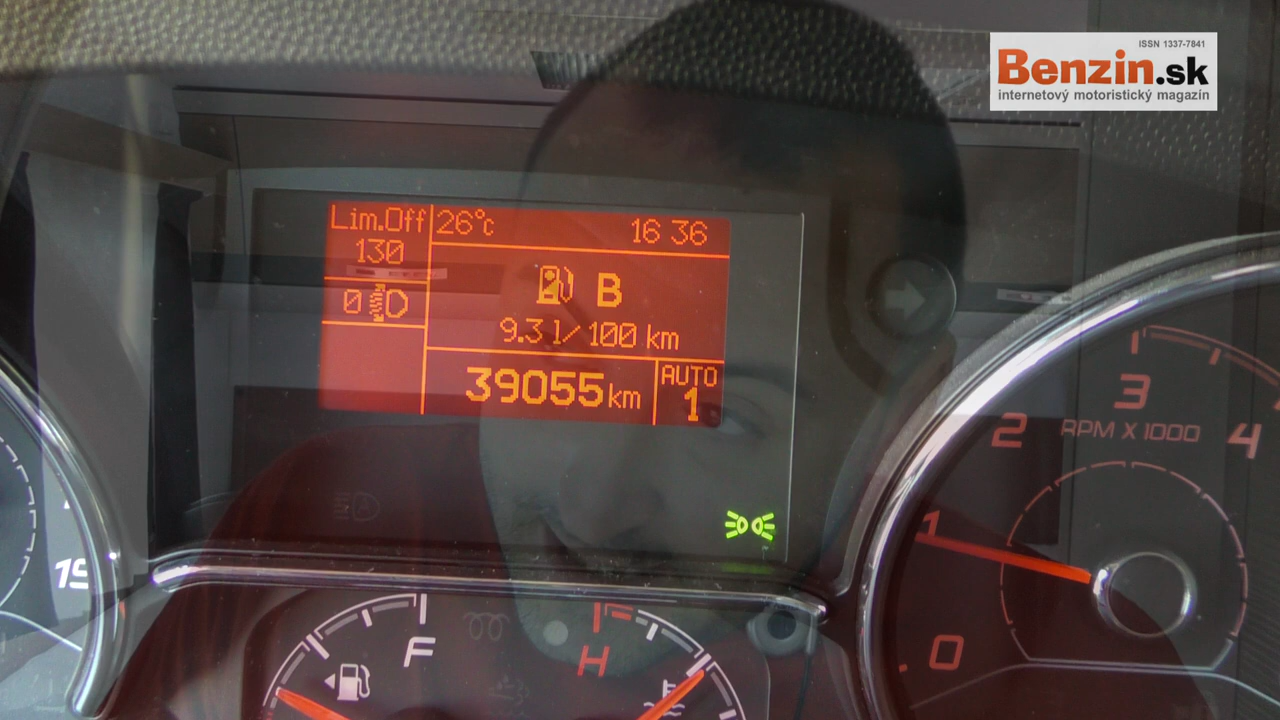 ISSN 1337-7841
Benzin.sk
internetový motoristický magazín
Lim.Off 26°c 16 36
130
B
0
9.3 l/100 km
39055 km
AUTO
1
3
2 RPM X 1000 4
1
0
F
H